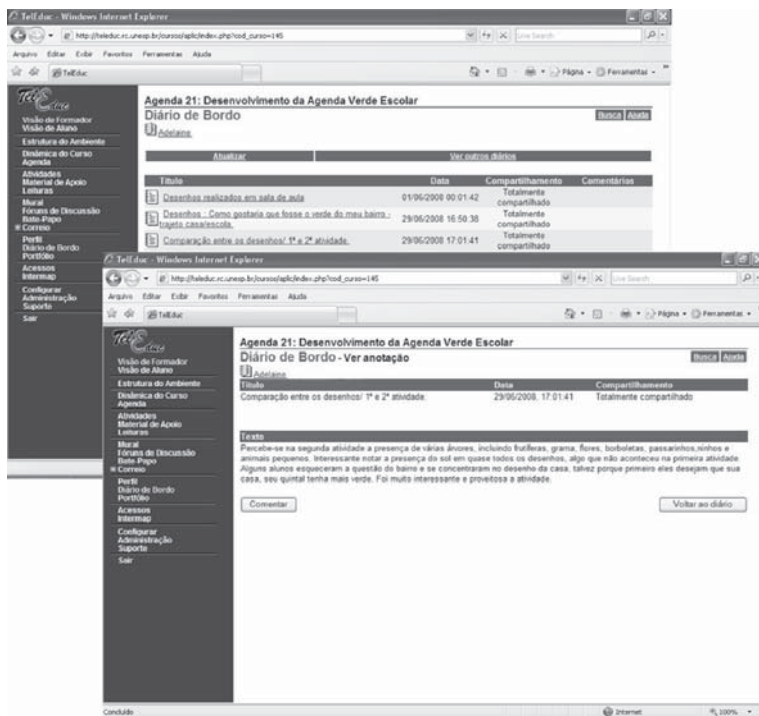 TelEduc - Windows Internet Explorer
http://teleduc.rc.unesp.br/cursos/aplic/index.php?cod_curso=145
Live Search
Arquivo Editar Exibir Favoritos Ferramentas Ajuda
TelEduc
Página Ferramentas
TelEduc
Visão de Formador
Visão de Aluno
Estrutura do Ambiente
Dinâmica do Curso
Agenda
Atividades
Material de Apoio
Leituras
Mural
Fóruns de Discussão
Bate-Papo
Correio
Perfil
Diário de Bordo
Portfólio
Acessos
Intermap
Configurar
Administração
Suporte
Sair
Agenda 21: Desenvolvimento da Agenda Verde Escolar
Diário de Bordo
Busca Ajuda
Adelaine
Atualizar Ver outros diários
Título Data Compartilhamento Comentários
Desenhos realizados em sala de aula 01/06/2008 00:01:42 Totalmente compartilhado
Desenhos : Como gostaria que fosse o verde do meu bairro - trajeto casa/escola. 29/06/2008 16:50:38 Totalmente compartilhado
Comparação entre os desenhos/ 1ª e 2ª atividade. 29/06/2008 17:01:41 Totalmente compartilhado
TelEduc - Windows Internet Explorer
http://teleduc.rc.unesp.br/cursos/aplic/index.php?cod_curso=145
Live Search
Arquivo Editar Exibir Favoritos Ferramentas Ajuda
TelEduc
Página Ferramentas
TelEduc
Visão de Formador
Visão de Aluno
Estrutura do Ambiente
Dinâmica do Curso
Agenda
Atividades
Material de Apoio
Leituras
Mural
Fóruns de Discussão
Bate-Papo
Correio
Perfil
Diário de Bordo
Portfólio
Acessos
Intermap
Configurar
Administração
Suporte
Sair
Agenda 21: Desenvolvimento da Agenda Verde Escolar
Diário de Bordo - Ver anotação
Busca Ajuda
Adelaine
Título Data Compartilhamento
Comparação entre os desenhos/ 1ª e 2ª atividade. 29/06/2008, 17:01:41 Totalmente compartilhado
Texto
Percebe-se na segunda atividade a presença de várias árvores, incluindo frutíferas, grama, flores, borboletas, passarinhos,ninhos e
animais pequenos. Interessante notar a presença do sol em quase todos os desenhos, algo que não aconteceu na primeira atividade.
Alguns alunos esqueceram a questão do bairro e se concentraram no desenho da casa, talvez porque primeiro eles desejam que sua
casa, seu quintal tenha mais verde. Foi muito interessante e proveitosa a atividade.
Comentar Voltar ao diário
Concluído Internet 100%